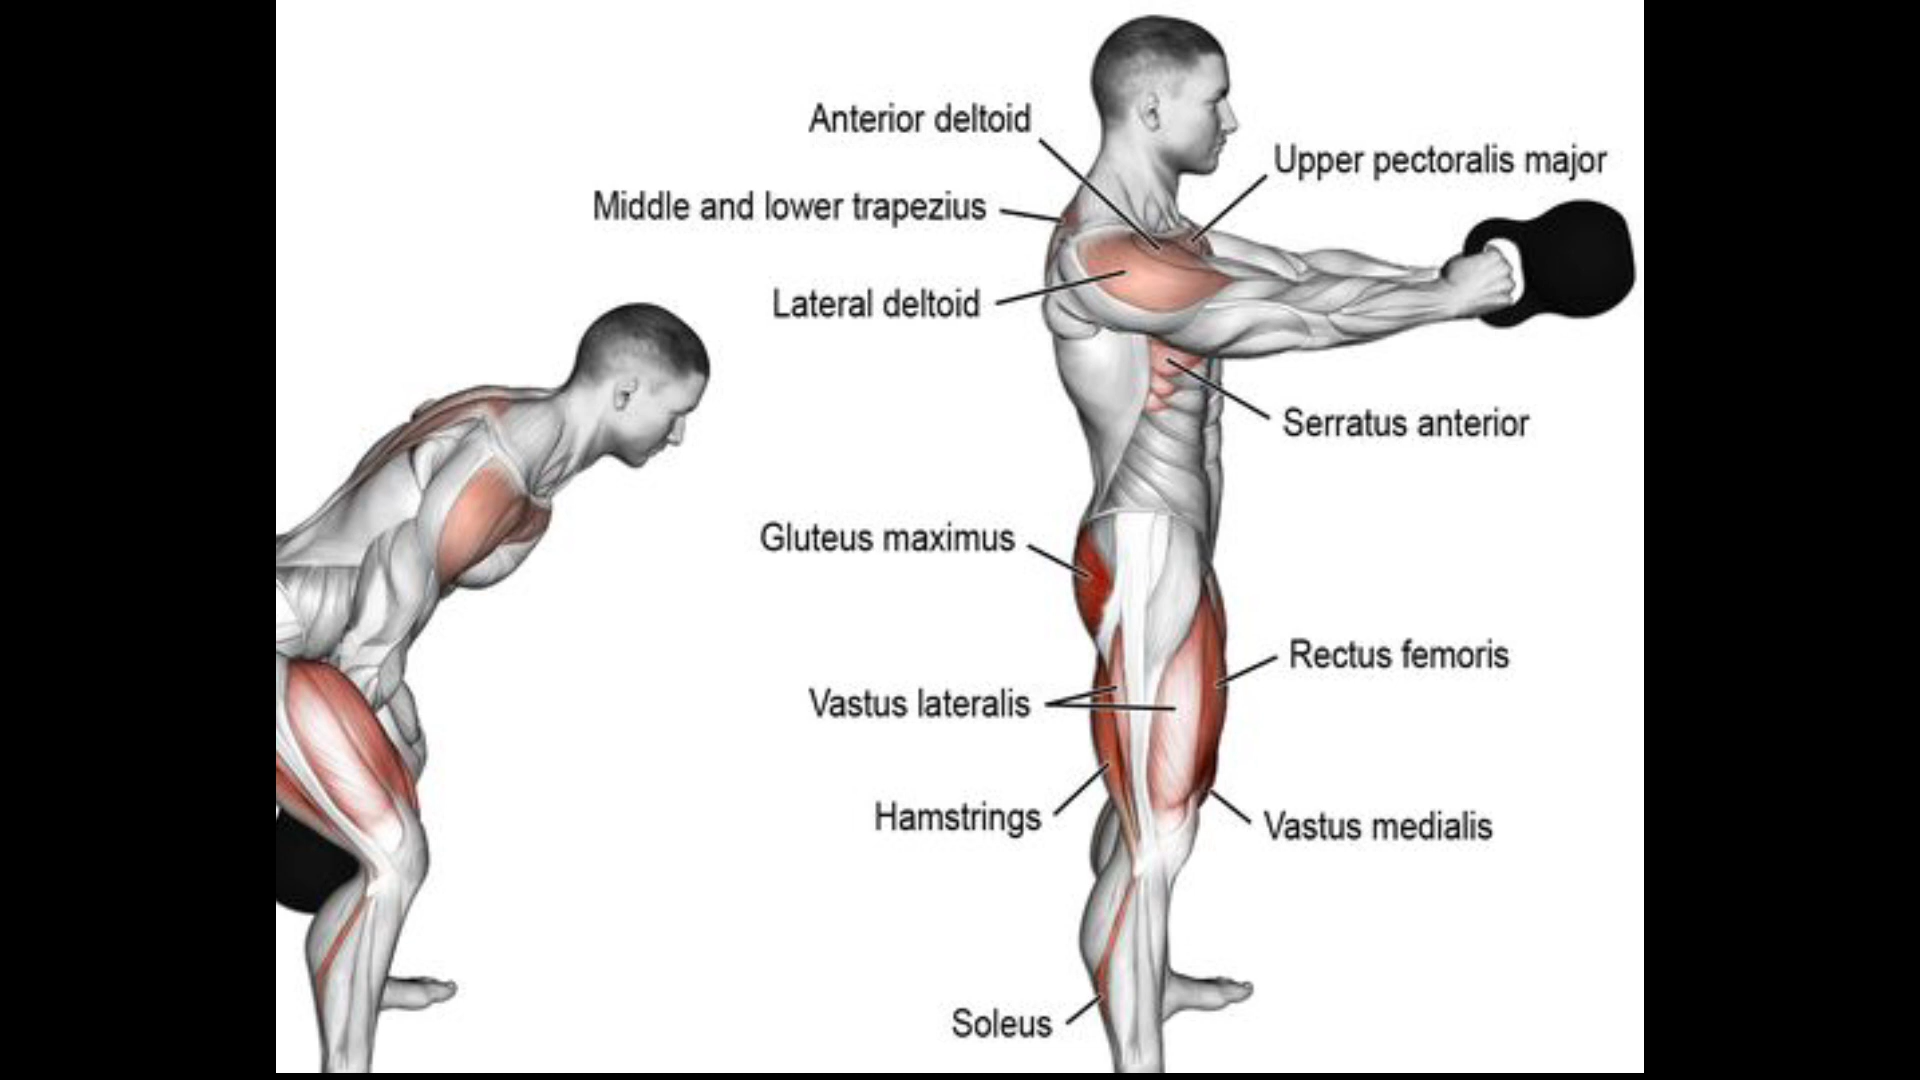 Anterior deltoid
Upper pectoralis major
Middle and lower trapezius
Lateral deltoid
Serratus anterior
Gluteus maximus
Rectus femoris
Vastus lateralis
Hamstrings
Vastus medialis
Soleus